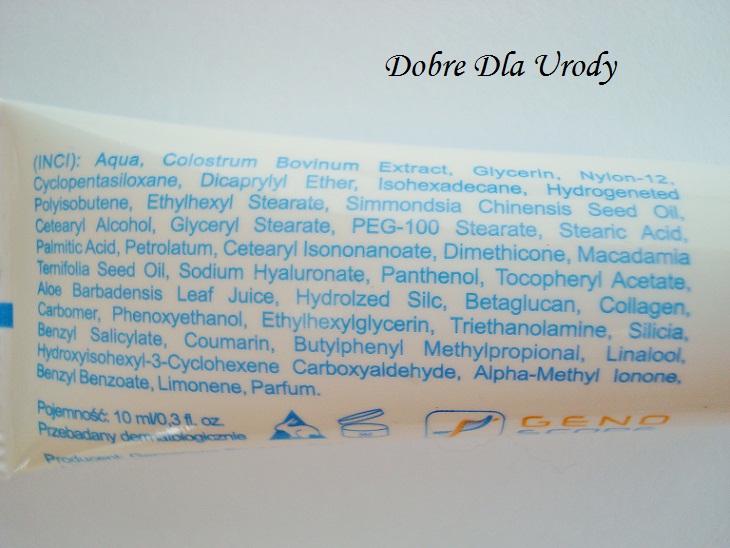 Dobre Dla Urody
(INCI): Aqua, Colostrum Bovinum Extract, Glycerin, Nylon-12,
Cyclopentasiloxane, Dicaprylyl Ether, Isohexadecane, Hydrogeneted
Polyisobutene, Ethylhexyl Stearate, Simmondsia Chinensis Seed Oil,
Cetearyl Alcohol, Glyceryl Stearate, PEG-100 Stearate, Stearic Acid,
Palmitic Acid, Petrolatum, Cetearyl Isononanoate, Dimethicone, Macadamia
Ternifolia Seed Oil, Sodium Hyaluronate, Panthenol, Tocopheryl Acetate,
Aloe Barbadensis Leaf Juice, Hydrolzed Silc, Betaglucan, Collagen,
Carbomer, Phenoxyethanol, Ethylhexylglycerin, Triethanolamine, Silicia,
Benzyl Salicylate, Coumarin, Butylphenyl Methylpropional, Linalool,
Hydroxyisohexyl-3-Cyclohexene Carboxyaldehyde, Alpha-Methyl Ionone,
Benzyl Benzoate, Limonene, Parfum.
Pojemność: 10 ml/0,3 fl. oz.
Przebadany dermatologicznie
GENO
Producent: